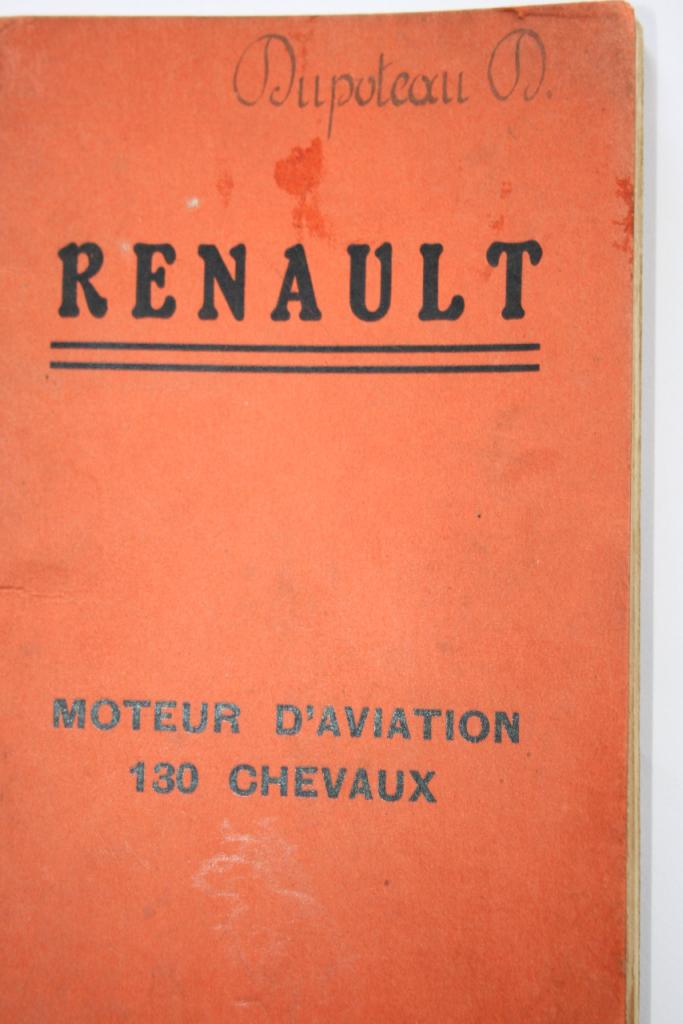 Dupoteau D.
RENAULT
MOTEUR D'AVIATION
130 CHEVAUX